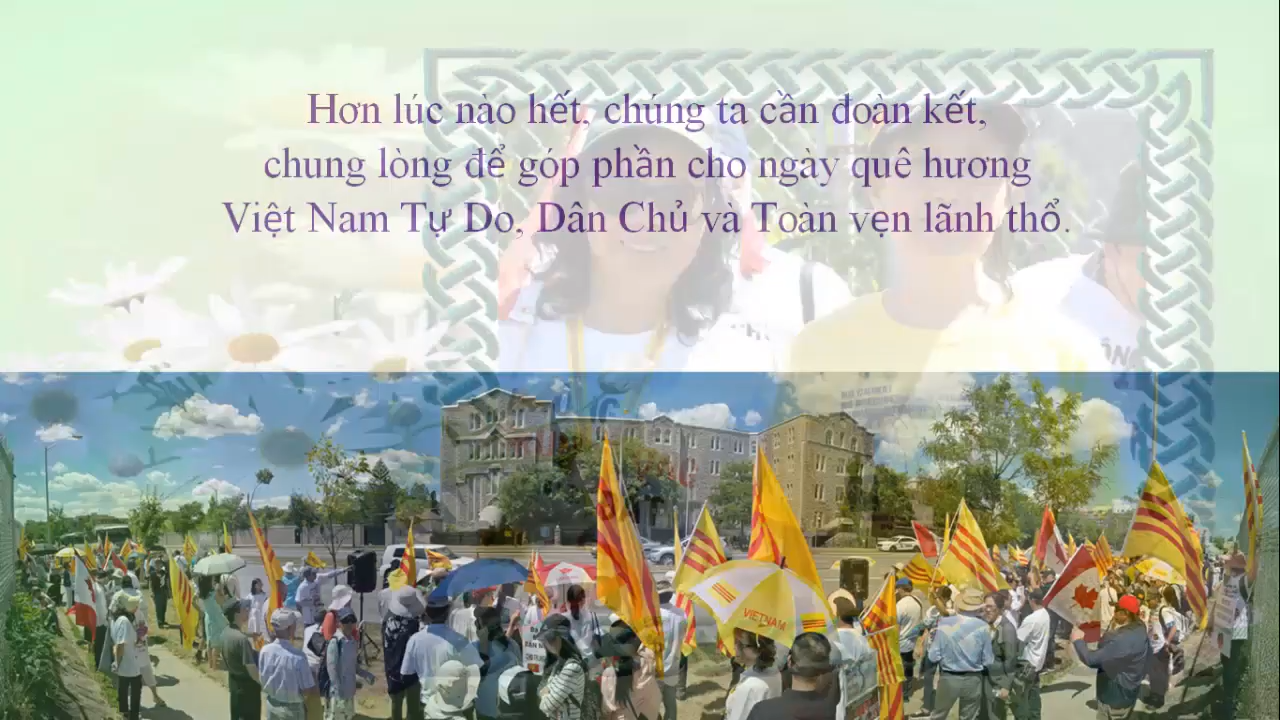 Hơn lúc nào hết, chúng ta cần đoàn kết,
chung lòng để góp phần cho ngày quê hương
Việt Nam Tự Do, Dân Chủ và Toàn vẹn lãnh thổ.
VIETNAM